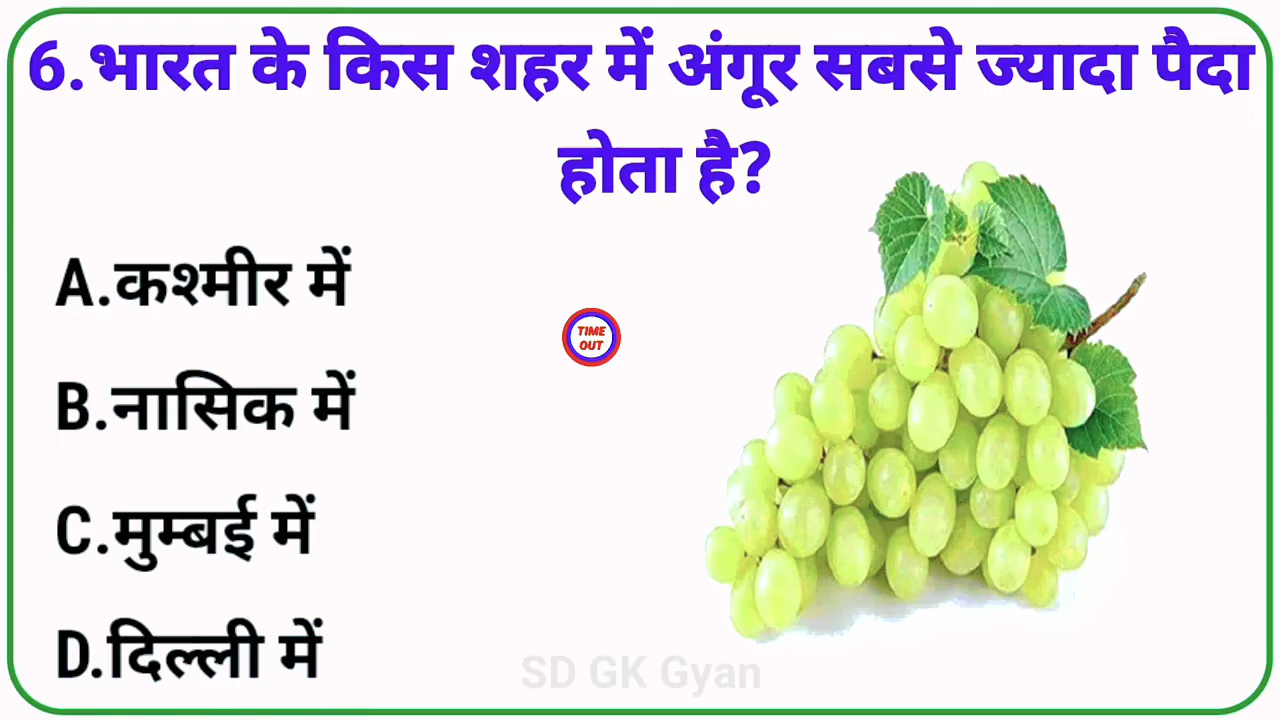 6.भारत के किस शहर में अंगूर सबसे ज्यादा पैदा
होता है?
A.कश्मीर में
TIME
OUT
B.नासिक में
C.मुम्बई में
D.दिल्ली में
SD GK Gyan